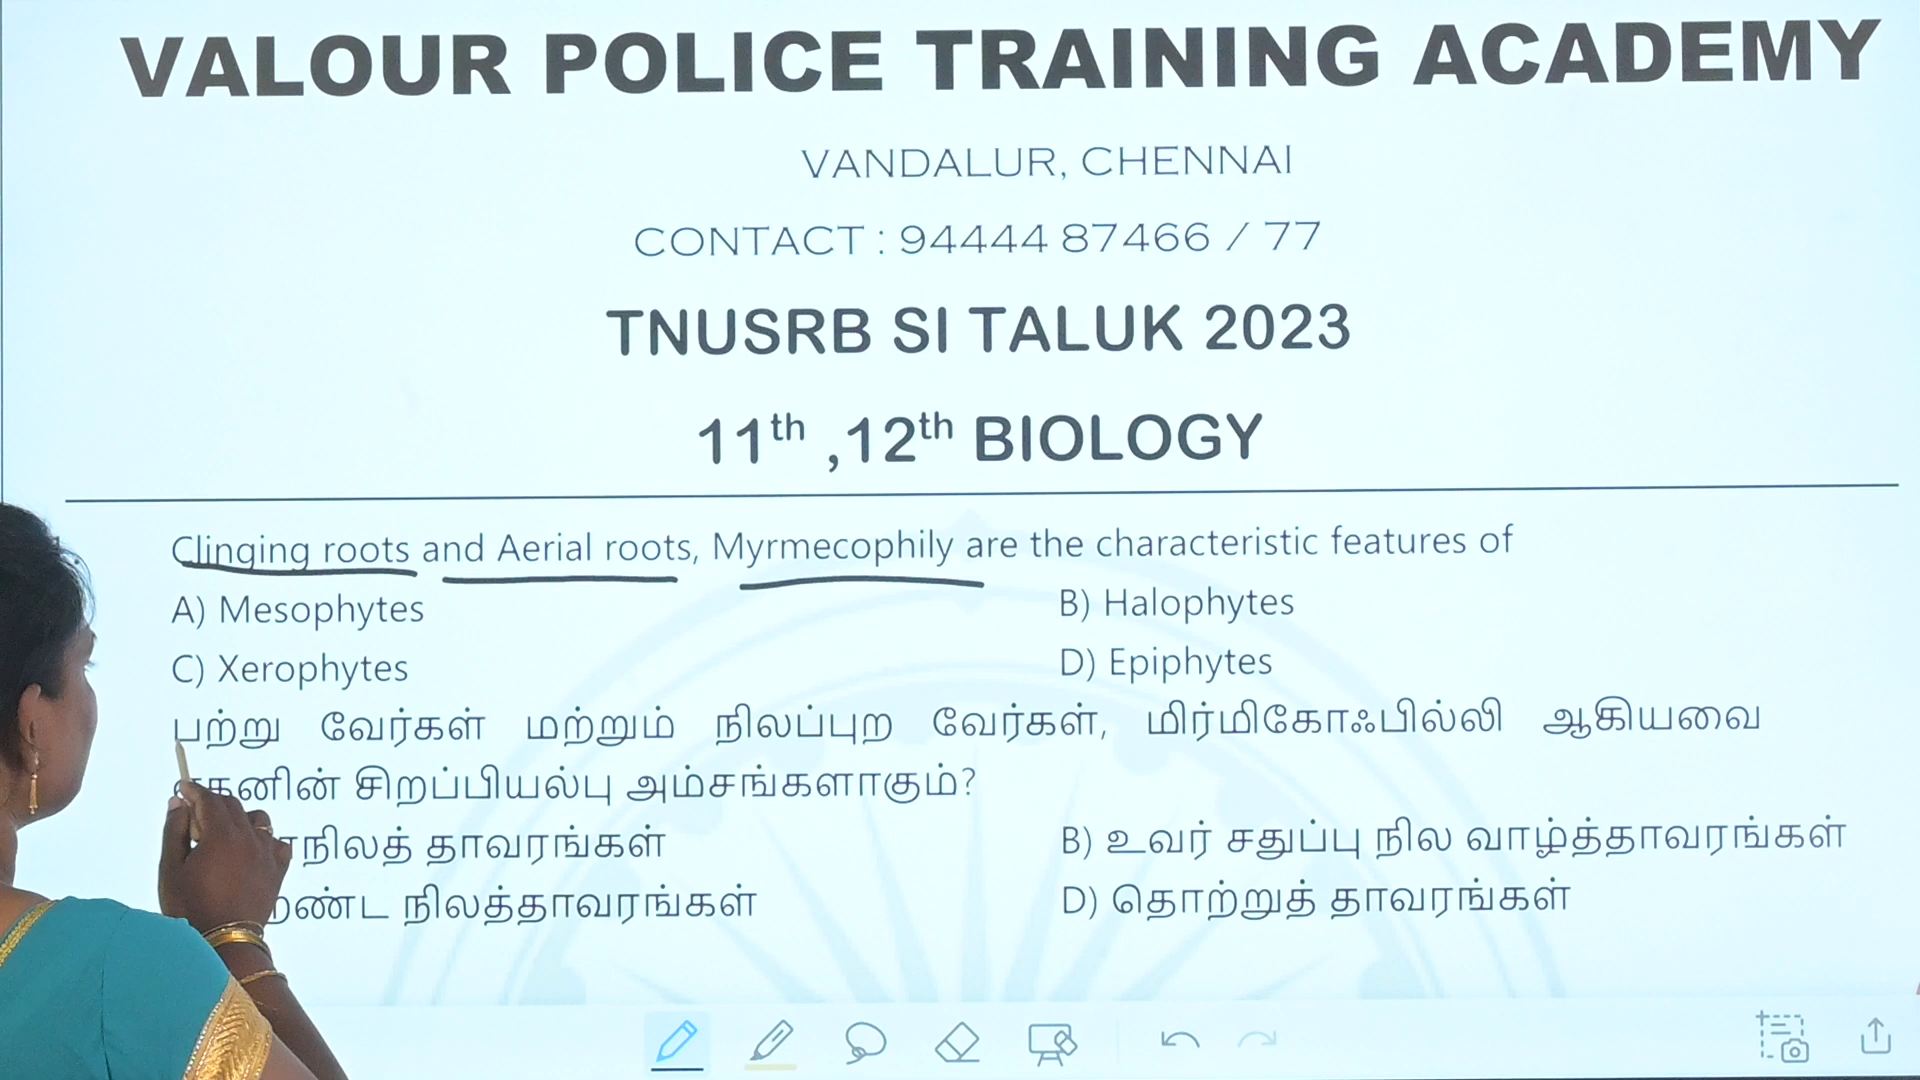 VALOUR POLICE TRAINING ACADEMY
VANDALUR, CHENNAI
CONTACT : 94444 87466 / 77
TNUSRB SI TALUK 2023
11th ,12th BIOLOGY
Clinging roots and Aerial roots, Myrmecophily are the characteristic features of
A) Mesophytes B) Halophytes
C) Xerophytes D) Epiphytes
பற்று வேர்கள் மற்றும் நிலப்புற வேர்கள், மிர்மிகோஃபில்லி ஆகியவை
சிறப்பியல்பு அம்சங்களாகும்?
தாவரங்கள் B) உவர் சதுப்பு நில வாழ்த்தாவரங்கள்
நிலத்தாவரங்கள் D) தொற்றுத் தாவரங்கள்